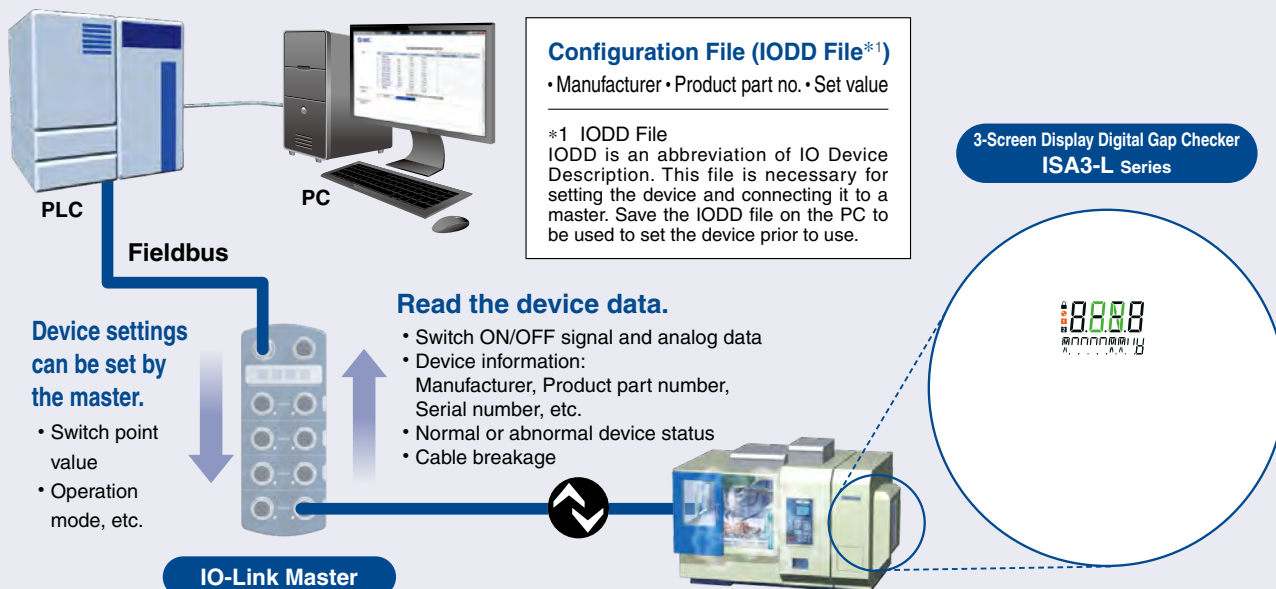 PLC
PC
Fieldbus
Configuration File (IODD File*1)
• Manufacturer • Product part no. • Set value
*1 IODD File
IODD is an abbreviation of IO Device
Description. This file is necessary for
setting the device and connecting it to a
master. Save the IODD file on the PC to
be used to set the device prior to use.
3-Screen Display Digital Gap Checker
ISA3-L Series
Device settings
can be set by
the master.
• Switch point
value
• Operation
mode, etc.
Read the device data.
• Switch ON/OFF signal and analog data
• Device information:
Manufacturer, Product part number,
Serial number, etc.
• Normal or abnormal device status
• Cable breakage
IO-Link Master